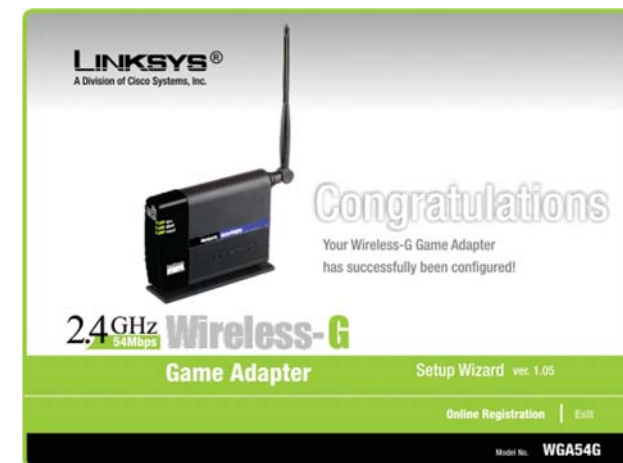 LINKSYS®
A Division of Cisco Systems, Inc.
Congratulations
Your Wireless-G Game Adapter
has successfully been configured!
2.4GHz
54Mbps
Wireless-G
Game Adapter
Setup Wizard ver. 1.05
Online Registration | Exit
Model No. WGA54G